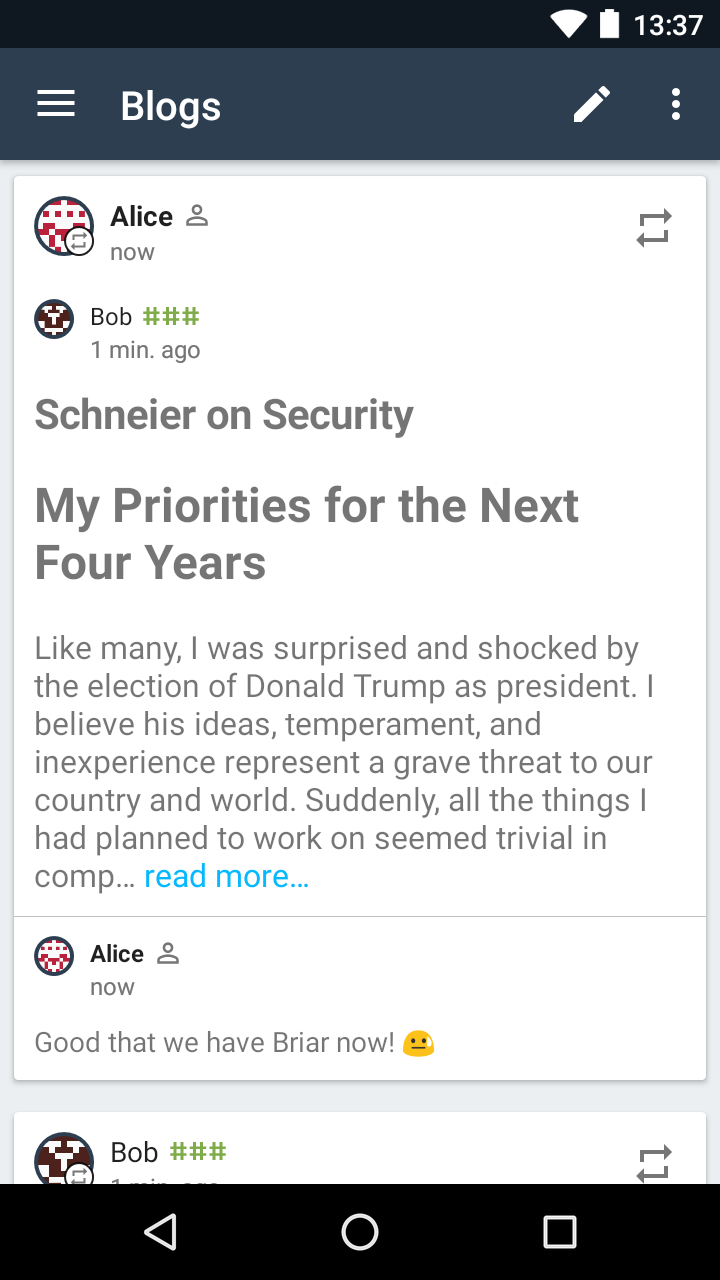 13:37
Blogs
Alice
now
Bob ###
1 min. ago
Schneier on Security
My Priorities for the Next
Four Years
Like many, I was surprised and shocked by
the election of Donald Trump as president. I
believe his ideas, temperament, and
inexperience represent a grave threat to our
country and world. Suddenly, all the things I
had planned to work on seemed trivial in
comp… read more…
Alice
now
Good that we have Briar now! 😓
Bob ###
1 min. ago